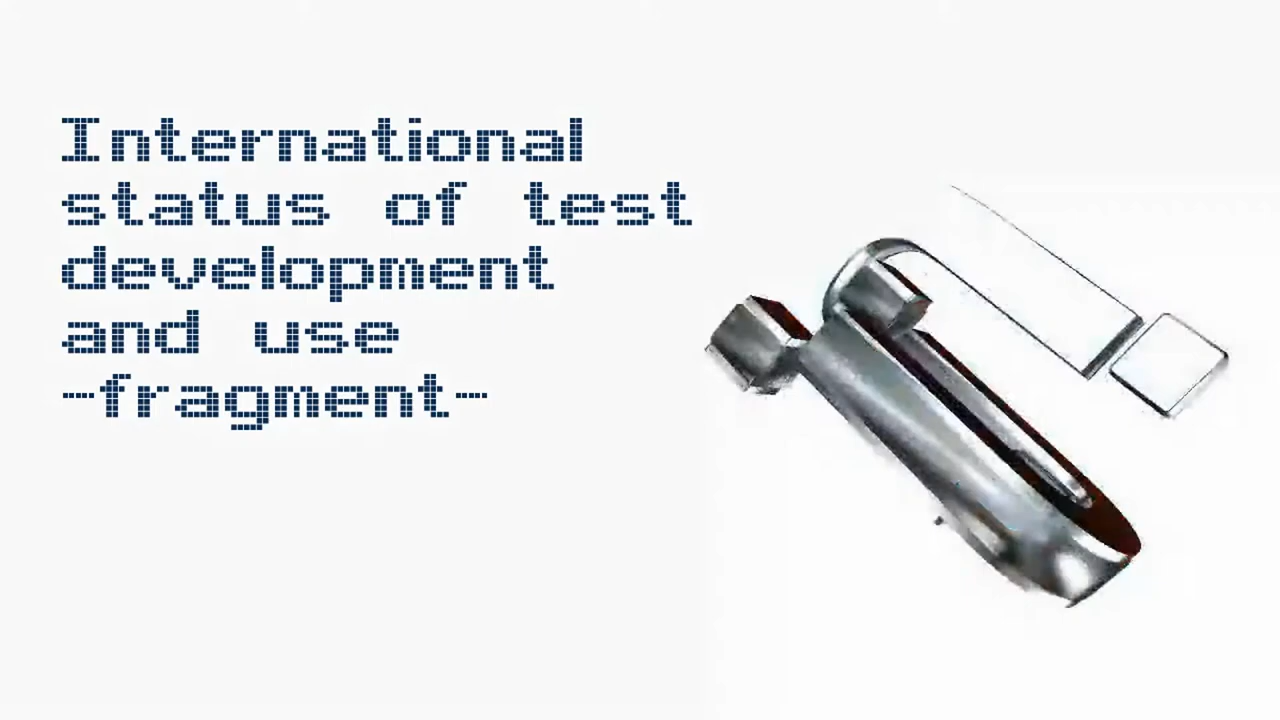 International
status of test
development
and use
-fragment-